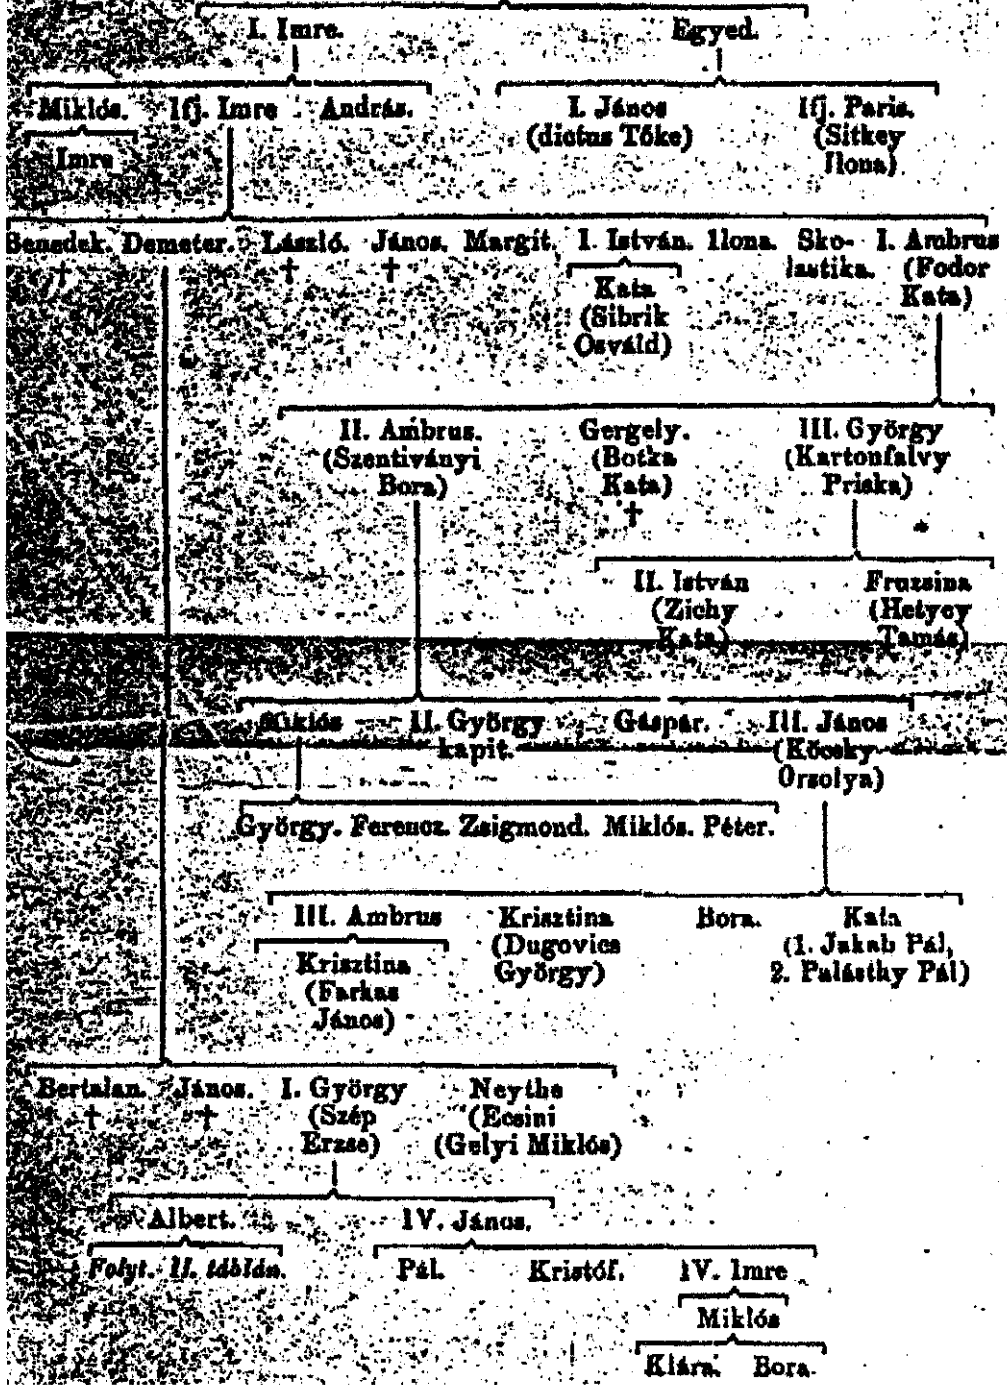 I. Imre. Egyed.
Miklós. Ifj. Imre András. I. János Ifj. Paris.
(dictus Tőke) (Sitkey
Imre Ilona)
Benedek. Demeter. László. János. Margit. I. István. Ilona. Sko- I. Ambrus
† † † lastika. (Fodor
Kata Kata)
(Sibrik
Osváld)
II. Ambrus. Gergely. III. György
(Szentiványi (Botka (Kartonfalvy
Bora) Kata) Priska)
†
II. István Fruzsina
(Zichy (Hetyey
Kata) Tamás)
Miklós II. György Gáspár. III. János
kapit. (Köcsky
Orsolya)
György. Ferencz. Zsigmond. Miklós. Péter.
III. Ambrus Krisztina Bora. Kata
(Dugovics (1. Jakab Pál,
Krisztina György) 2. Palásthy Pál)
(Farkas
János)
Bertalan. János. I. György Neythe
† † (Szép (Ecsini
Erzse) (Gelyi Miklós)
Albert. IV. János.
Folyt. II. táblán. Pál. Kristóf. IV. Imre
Miklós
Klára. Bora.